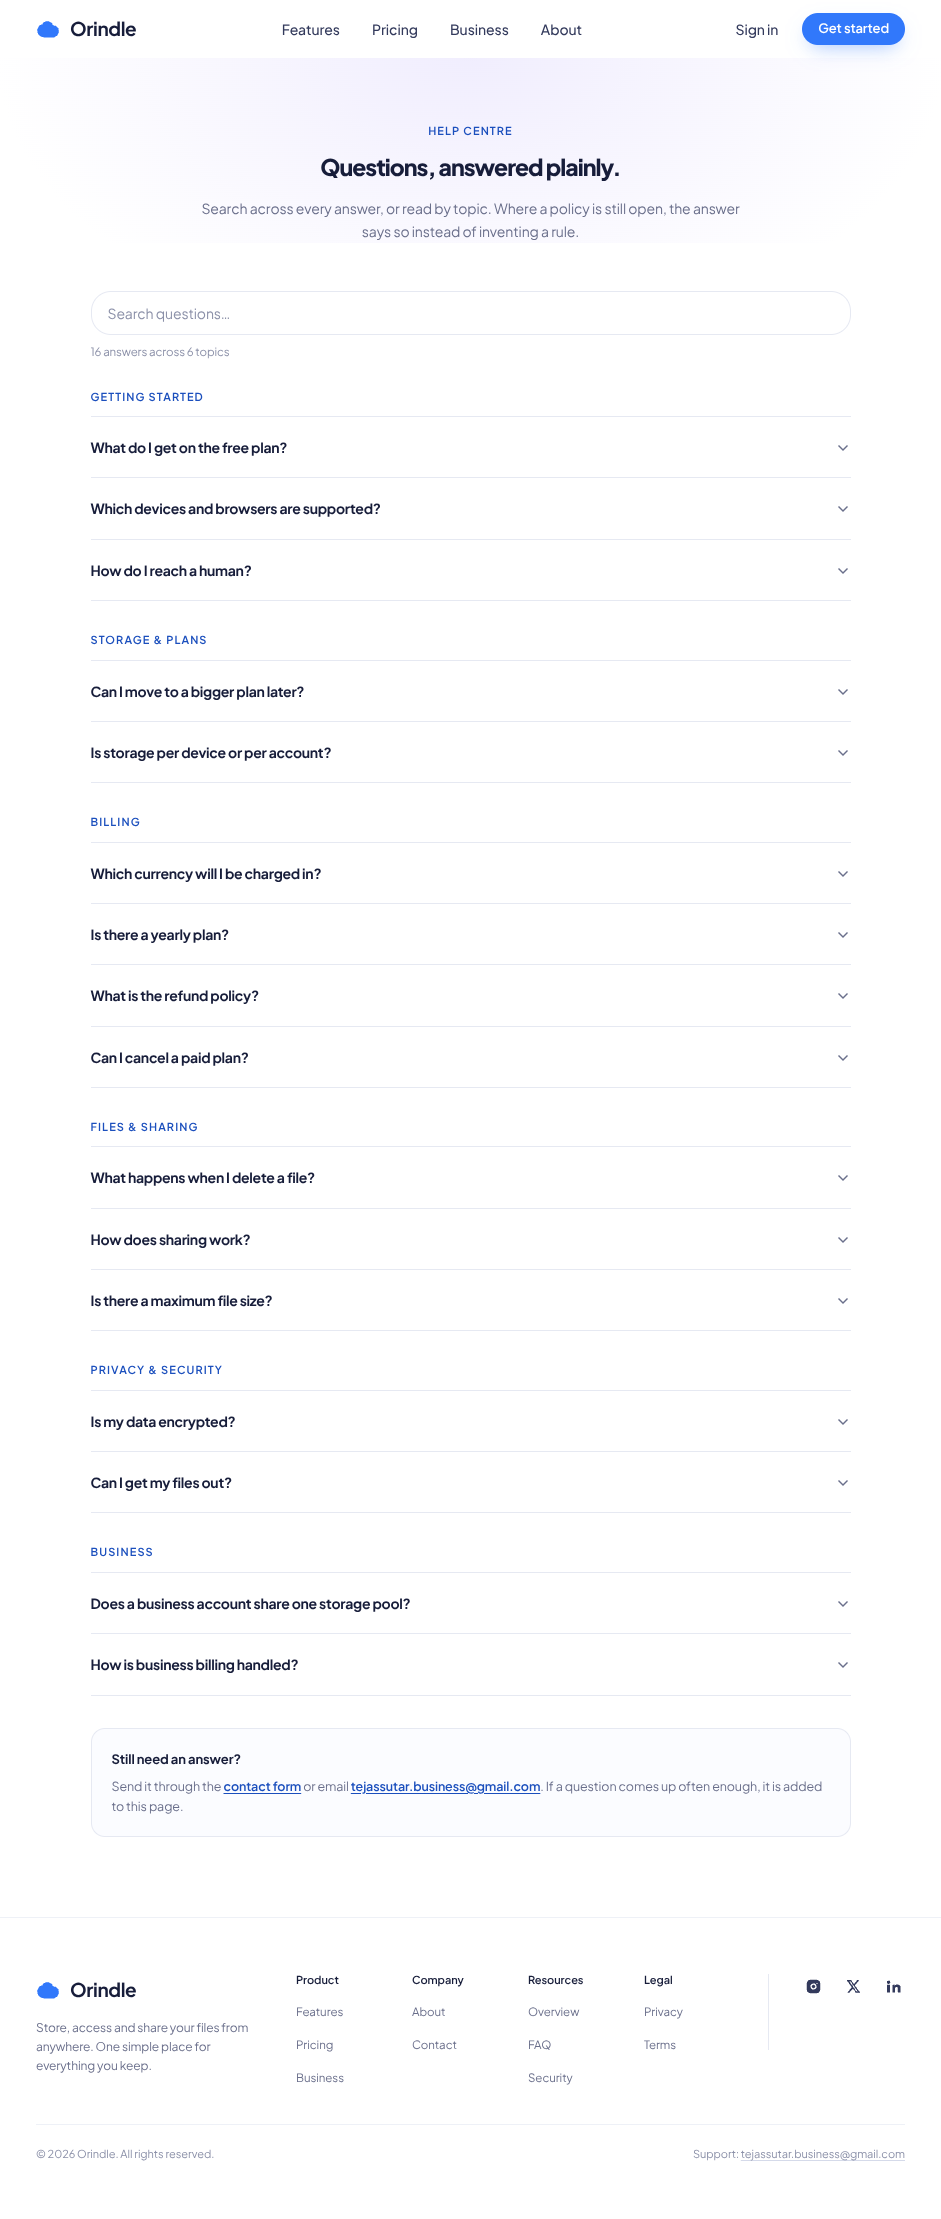 Orindle
Features
Pricing
Business
About
Sign in
Get started
HELP CENTRE
Questions, answered plainly.
Search across every answer, or read by topic. Where a policy is still open, the answer
says so instead of inventing a rule.
Search questions...
16 answers across 6 topics
GETTING STARTED
What do I get on the free plan?
Which devices and browsers are supported?
How do I reach a human?
STORAGE & PLANS
Can I move to a bigger plan later?
Is storage per device or per account?
BILLING
Which currency will I be charged in?
Is there a yearly plan?
What is the refund policy?
Can I cancel a paid plan?
FILES & SHARING
What happens when I delete a file?
How does sharing work?
Is there a maximum file size?
PRIVACY & SECURITY
Is my data encrypted?
Can I get my files out?
BUSINESS
Does a business account share one storage pool?
How is business billing handled?
Still need an answer?
Send it through the contact form or email tejassutar.business@gmail.com. If a question comes up often enough, it is added
to this page.
Orindle
Store, access and share your files from
anywhere. One simple place for
everything you keep.
Product
Features
Pricing
Business
Company
About
Contact
Resources
Overview
FAQ
Security
Legal
Privacy
Terms
© 2026 Orindle. All rights reserved.
Support: tejassutar.business@gmail.com